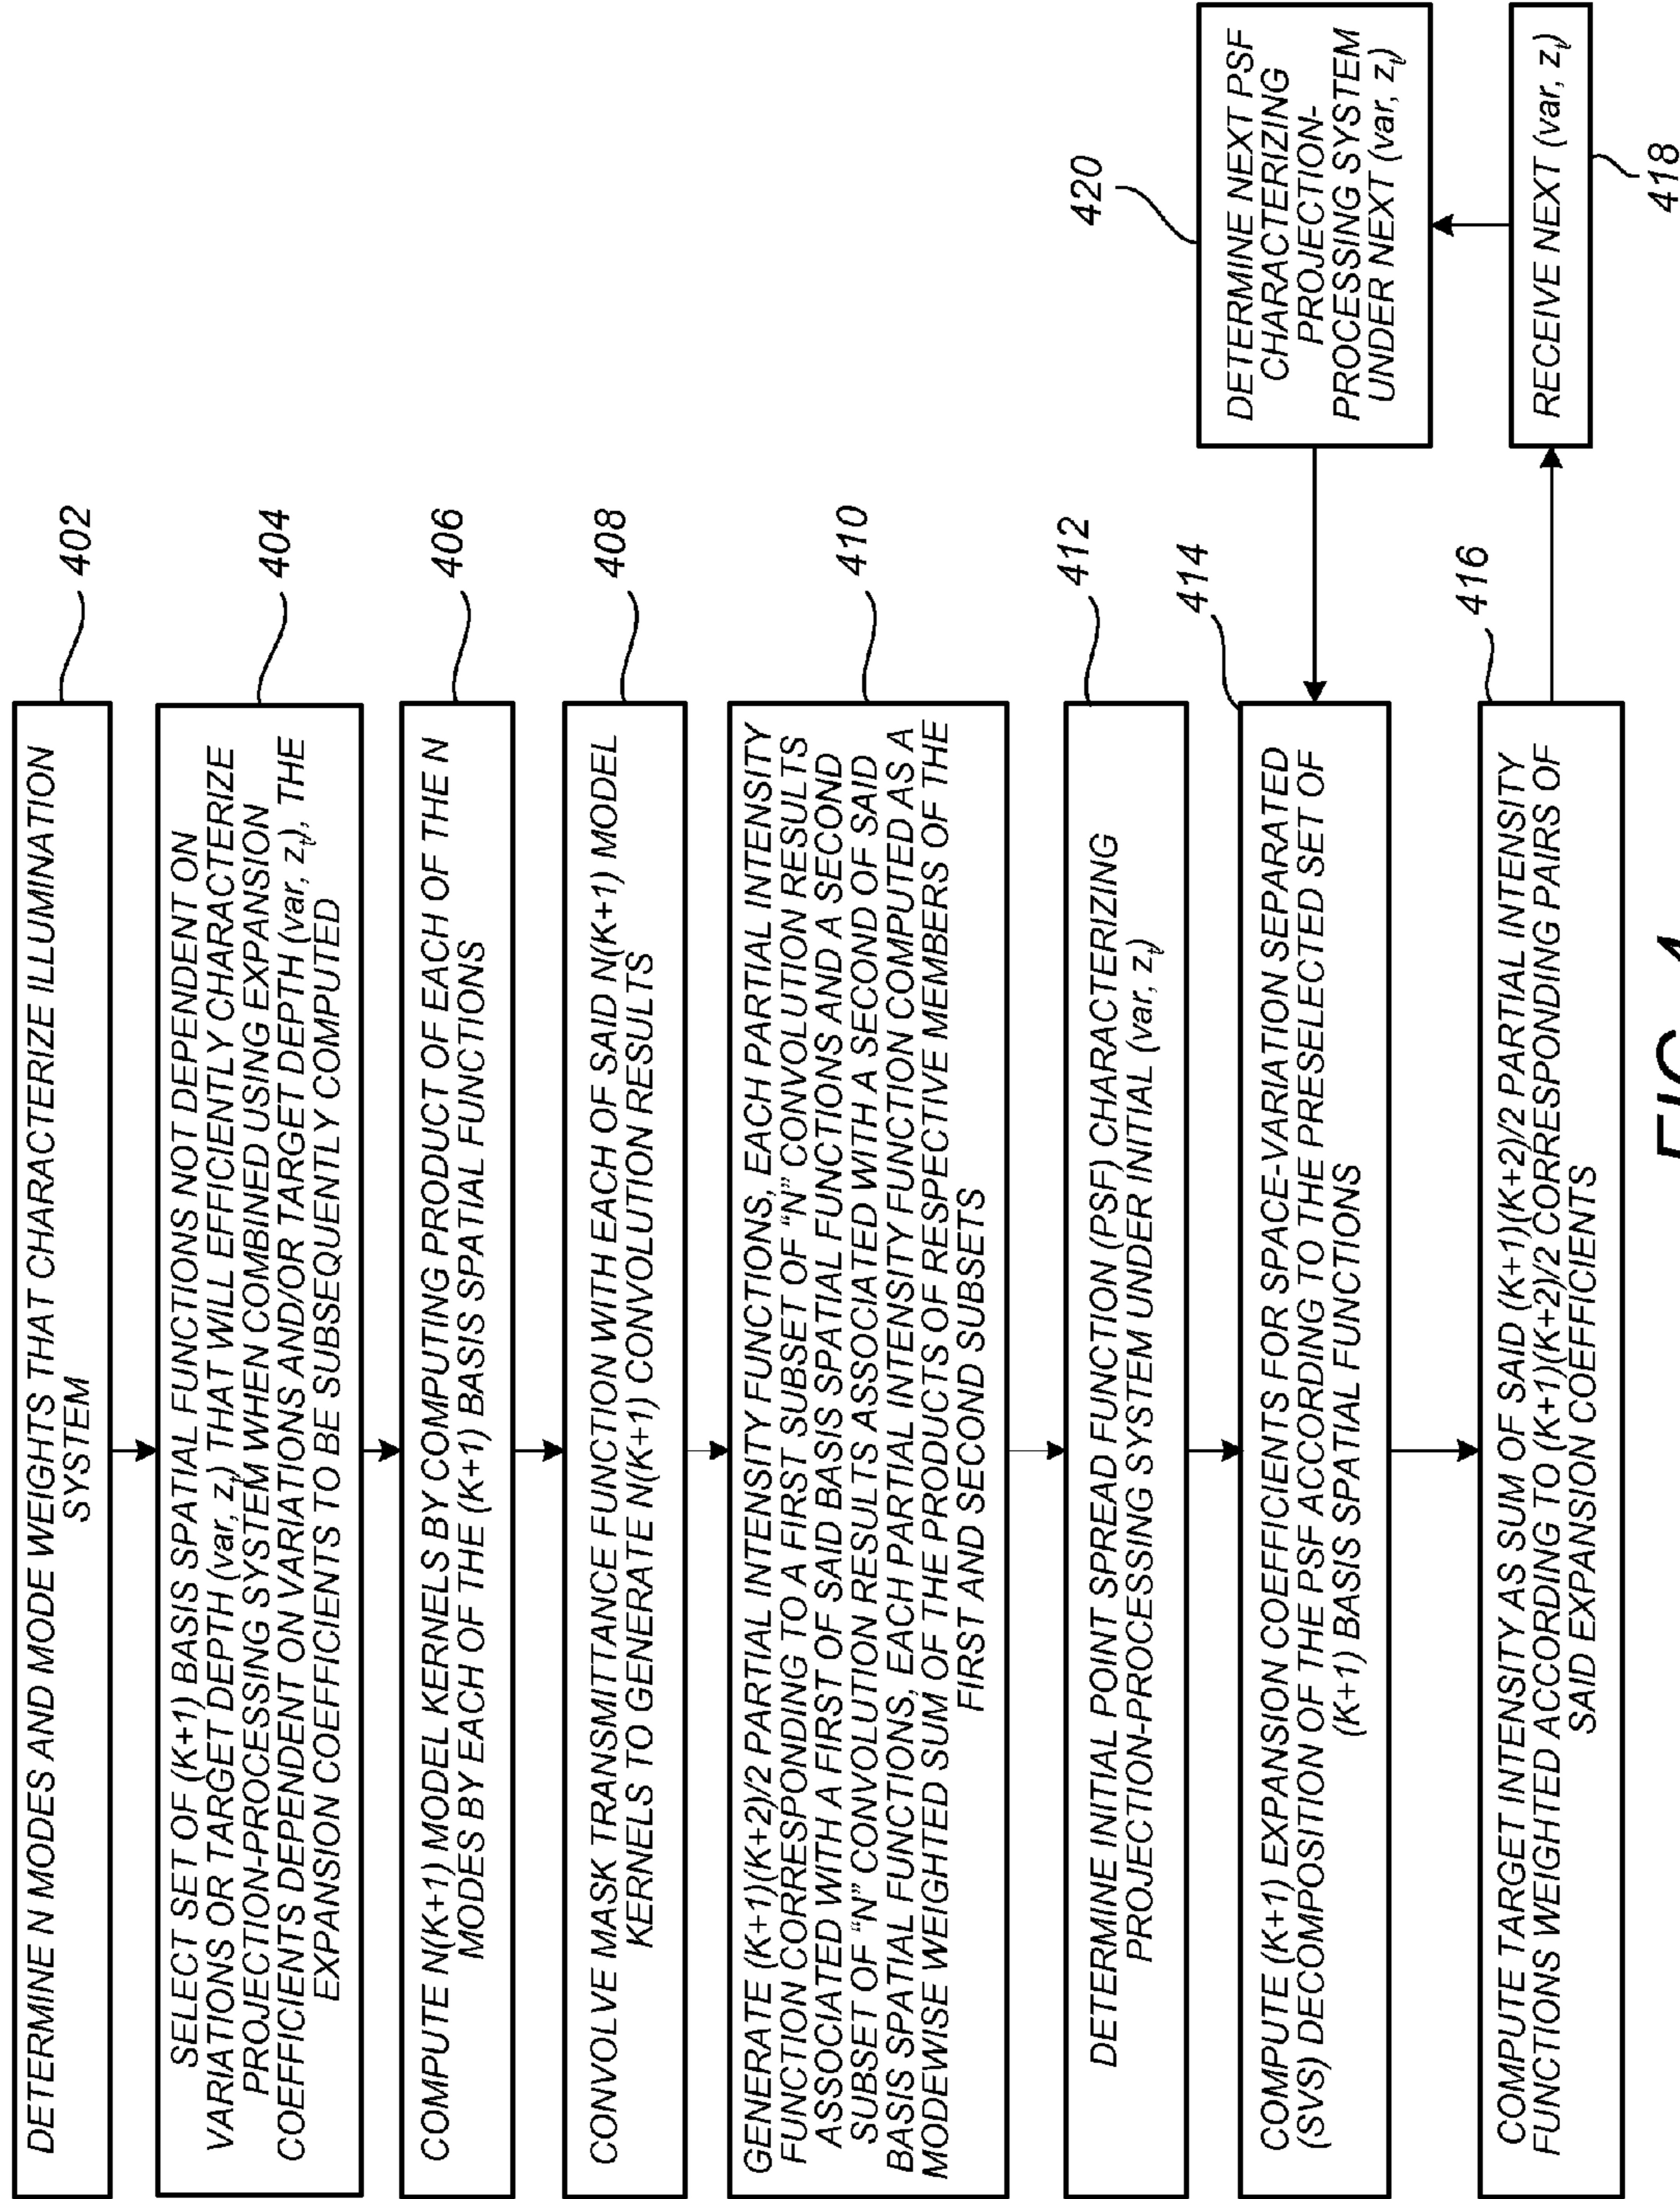 DETERMINE N MODES AND MODE WEIGHTS THAT CHARACTERIZE ILLUMINATION
SYSTEM
402
SELECT SET OF (K+1) BASIS SPATIAL FUNCTIONS NOT DEPENDENT ON
VARIATIONS OR TARGET DEPTH (var, zt) THAT WILL EFFICIENTLY CHARACTERIZE
PROJECTION-PROCESSING SYSTEM WHEN COMBINED USING EXPANSION
COEFFICIENTS DEPENDENT ON VARIATIONS AND/OR TARGET DEPTH (var, zt), THE
EXPANSION COEFFICIENTS TO BE SUBSEQUENTLY COMPUTED
404
COMPUTE N(K+1) MODEL KERNELS BY COMPUTING PRODUCT OF EACH OF THE N
MODES BY EACH OF THE (K+1) BASIS SPATIAL FUNCTIONS
406
CONVOLVE MASK TRANSMITTANCE FUNCTION WITH EACH OF SAID N(K+1) MODEL
KERNELS TO GENERATE N(K+1) CONVOLUTION RESULTS
408
GENERATE (K+1)(K+2)/2 PARTIAL INTENSITY FUNCTIONS, EACH PARTIAL INTENSITY
FUNCTION CORRESPONDING TO A FIRST SUBSET OF "N" CONVOLUTION RESULTS
ASSOCIATED WITH A FIRST OF SAID BASIS SPATIAL FUNCTIONS AND A SECOND
SUBSET OF "N" CONVOLUTION RESULTS ASSOCIATED WITH A SECOND OF SAID
BASIS SPATIAL FUNCTIONS, EACH PARTIAL INTENSITY FUNCTION COMPUTED AS A
MODEWISE WEIGHTED SUM OF THE PRODUCTS OF RESPECTIVE MEMBERS OF THE
FIRST AND SECOND SUBSETS
410
DETERMINE INITIAL POINT SPREAD FUNCTION (PSF) CHARACTERIZING
PROJECTION-PROCESSING SYSTEM UNDER INITIAL (var, zt)
412
COMPUTE (K+1) EXPANSION COEFFICIENTS FOR SPACE-VARIATION SEPARATED
(SVS) DECOMPOSITION OF THE PSF ACCORDING TO THE PRESELECTED SET OF
(K+1) BASIS SPATIAL FUNCTIONS
414
COMPUTE TARGET INTENSITY AS SUM OF SAID (K+1)(K+2)/2 PARTIAL INTENSITY
FUNCTIONS WEIGHTED ACCORDING TO (K+1)(K+2)/2 CORRESPONDING PAIRS OF
SAID EXPANSION COEFFICIENTS
416
RECEIVE NEXT (var, zt)
418
DETERMINE NEXT PSF
CHARACTERIZING
PROJECTION-
PROCESSING SYSTEM
UNDER NEXT (var, zt)
420
FIG. 4